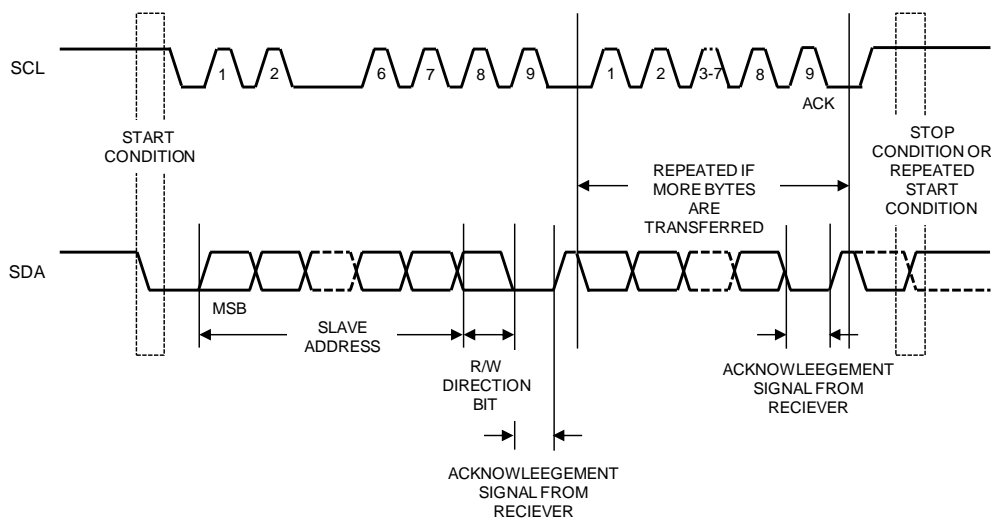 SCL
1
2
6
7
8
9
1
2
3-7
8
9
ACK
START
CONDITION
STOP
CONDITION OR
REPEATED
START
CONDITION
REPEATED IF
MORE BYTES
ARE
TRANSFERRED
SDA
MSB
SLAVE
ADDRESS
R/W
DIRECTION
BIT
ACKNOWLEEGEMENT
SIGNAL FROM
RECIEVER
ACKNOWLEEGEMENT
SIGNAL FROM
RECIEVER